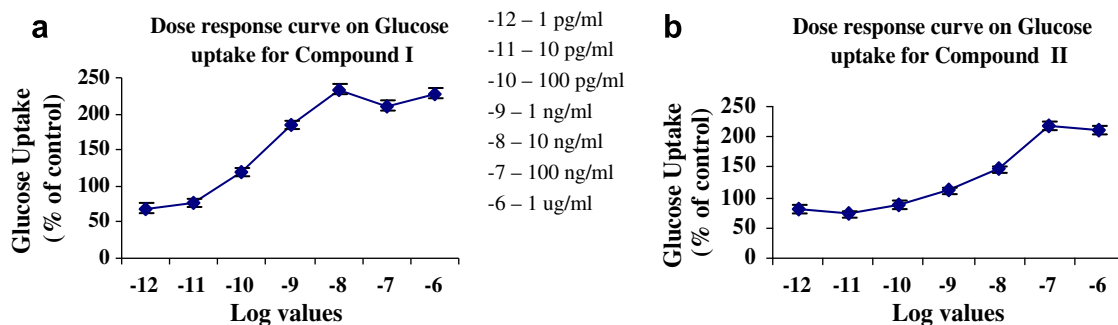 a
Dose response curve on Glucose
uptake for Compound I
Glucose Uptake
(% of control)
250
200
150
100
50
0
-12 -11 -10 -9 -8 -7 -6
Log values
-12 – 1 pg/ml
-11 – 10 pg/ml
-10 – 100 pg/ml
-9 – 1 ng/ml
-8 – 10 ng/ml
-7 – 100 ng/ml
-6 – 1 ug/ml
b
Dose response curve on Glucose
uptake for Compound II
Glucose Uptake
(% of control)
250
200
150
100
50
0
-12 -11 -10 -9 -8 -7 -6
Log values